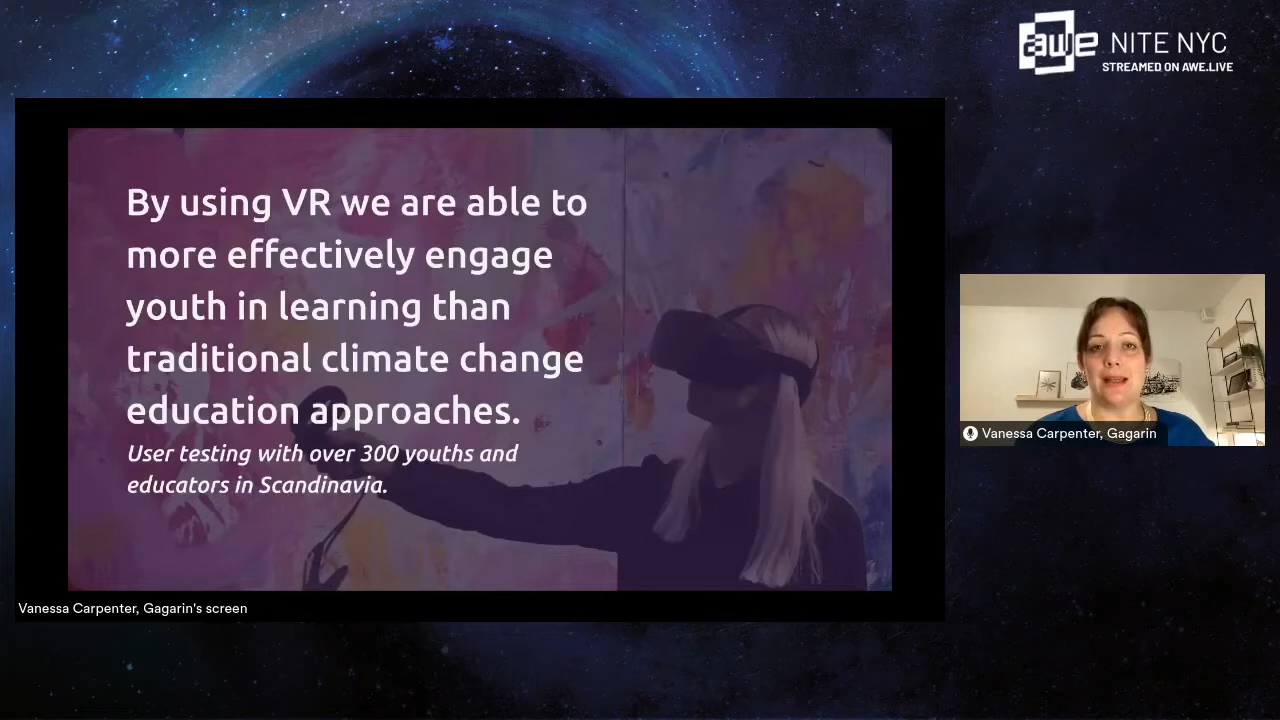 awe NITE NYC
STREAMED ON AWE.LIVE
By using VR we are able to
more effectively engage
youth in learning than
traditional climate change
education approaches.
User testing with over 300 youths and
educators in Scandinavia.
Vanessa Carpenter, Gagarin
Vanessa Carpenter, Gagarin's screen